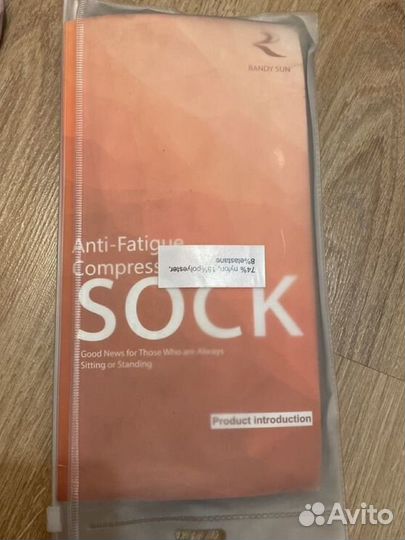 RANDY SUN
Anti-Fatigue
Compress
74% nylon, 18%polyester,
8%elastane
SOCK
Good News for Those Who are Always
Sitting or Standing
Product introduction
Avito